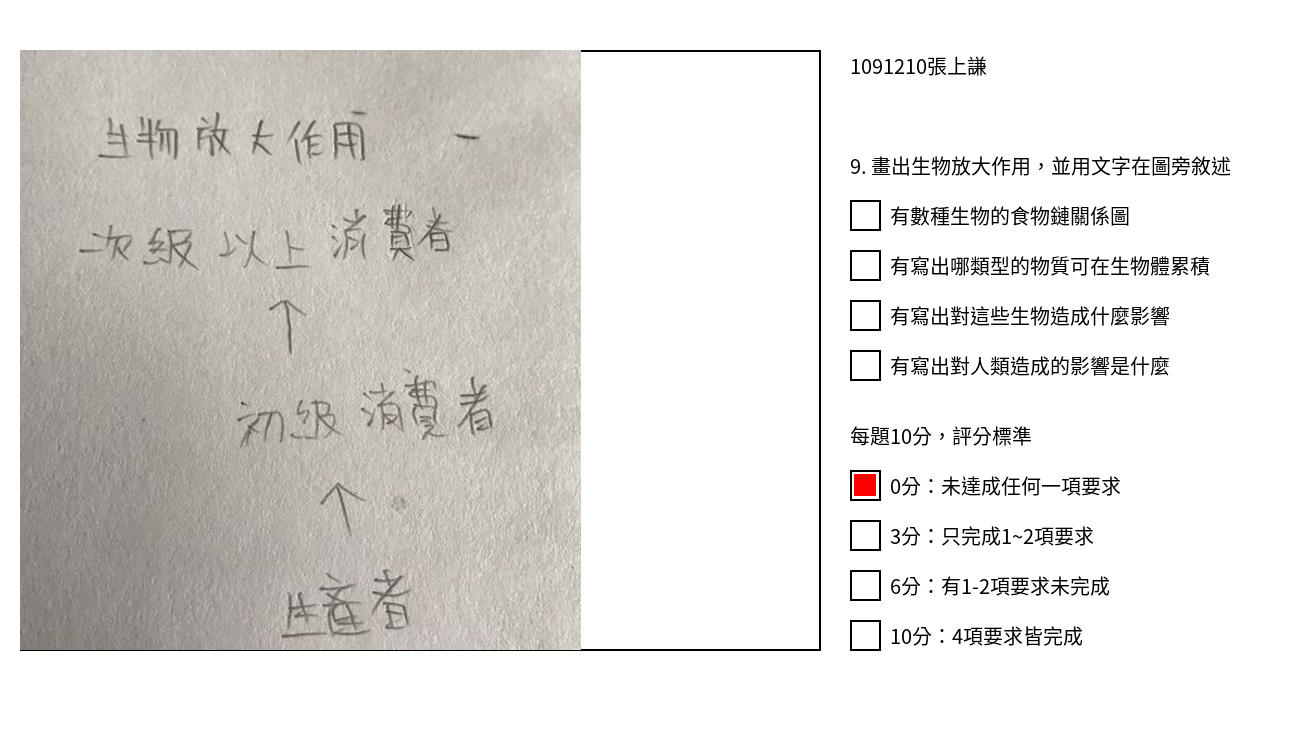 生物放大作用 -
次級以上消費者
↑
初級消費者
↑
生產者
1091210張上謙
9. 畫出生物放大作用，並用文字在圖旁敘述
有數種生物的食物鏈關係圖
有寫出哪類型的物質可在生物體累積
有寫出對這些生物造成什麼影響
有寫出對人類造成的影響是什麼
每題10分，評分標準
0分：未達成任何一項要求
3分：只完成1~2項要求
6分：有1-2項要求未完成
10分：4項要求皆完成